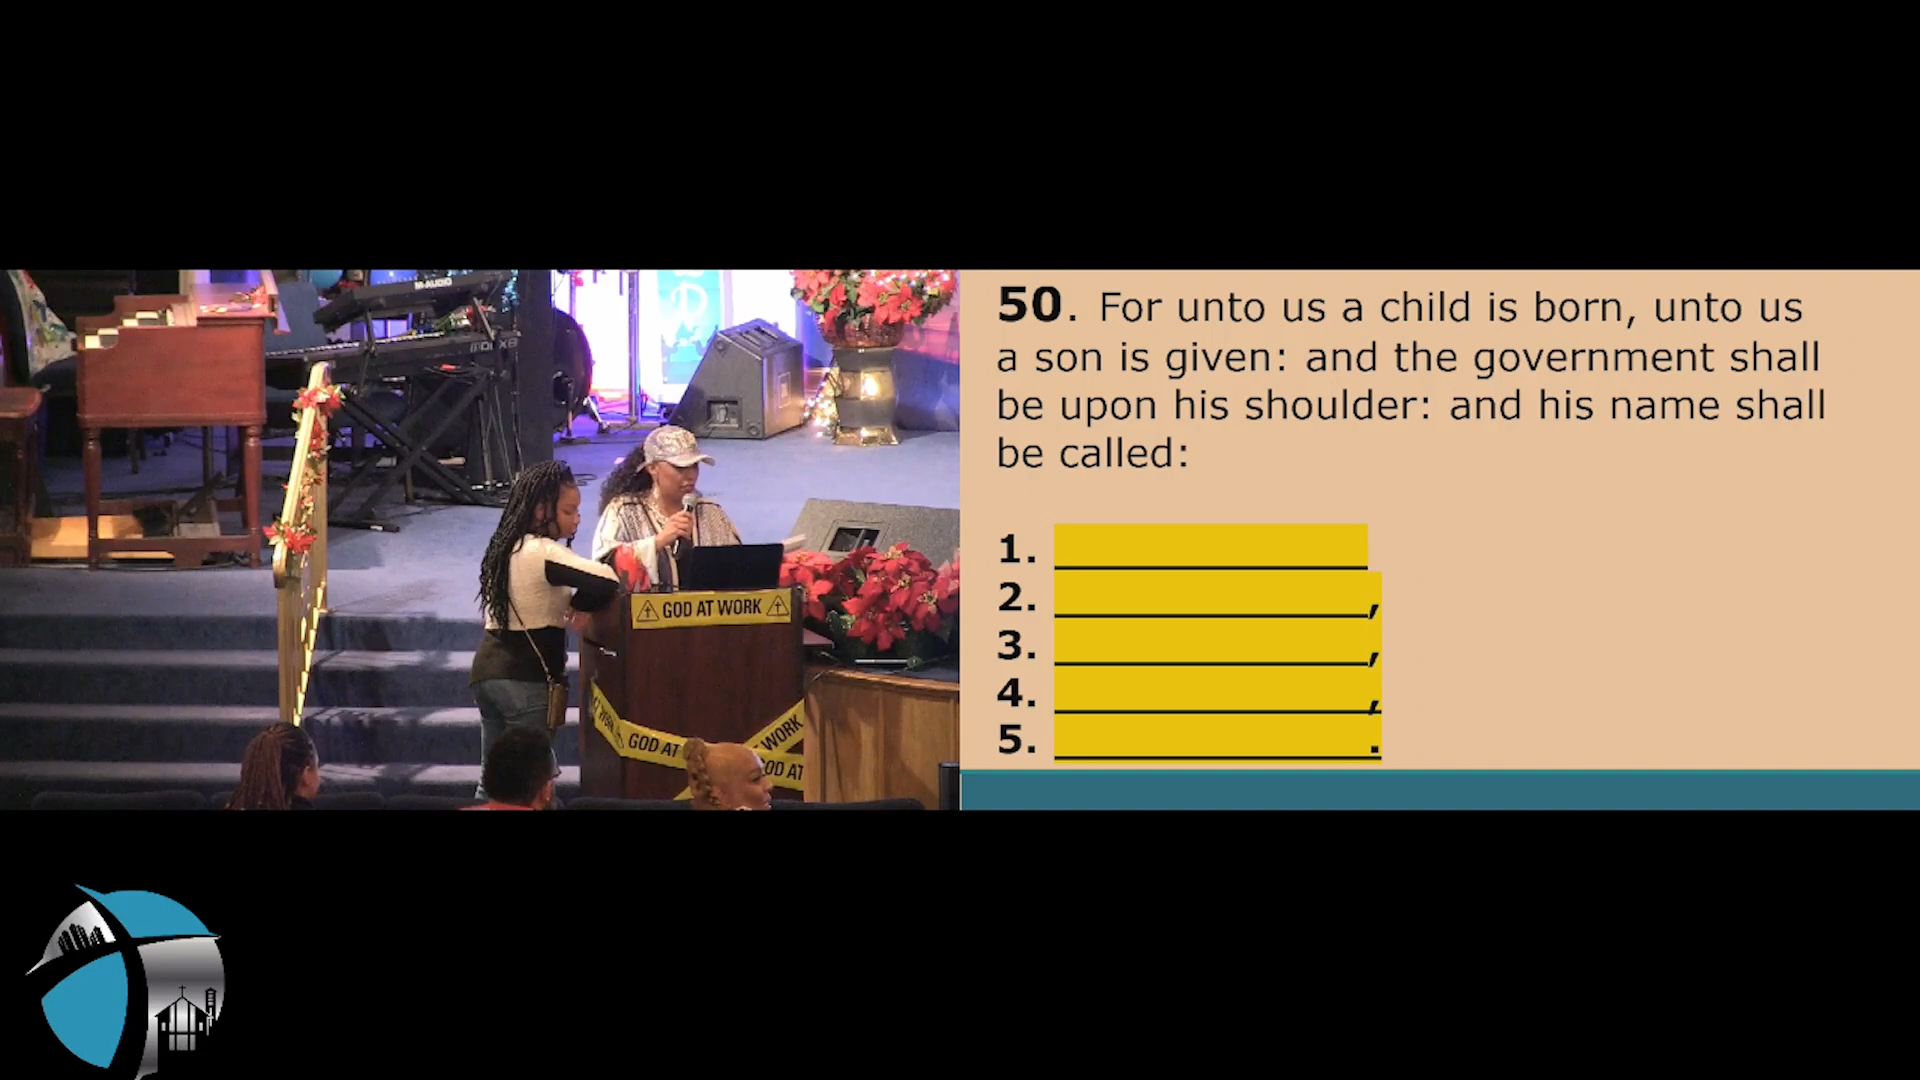 M-AUDIO
GOD AT WORK
GOD AT
WORK
GOD AT
50. For unto us a child is born, unto us
a son is given: and the government shall
be upon his shoulder: and his name shall
be called:
1.
2. ,
3. ,
4. ,
5. .